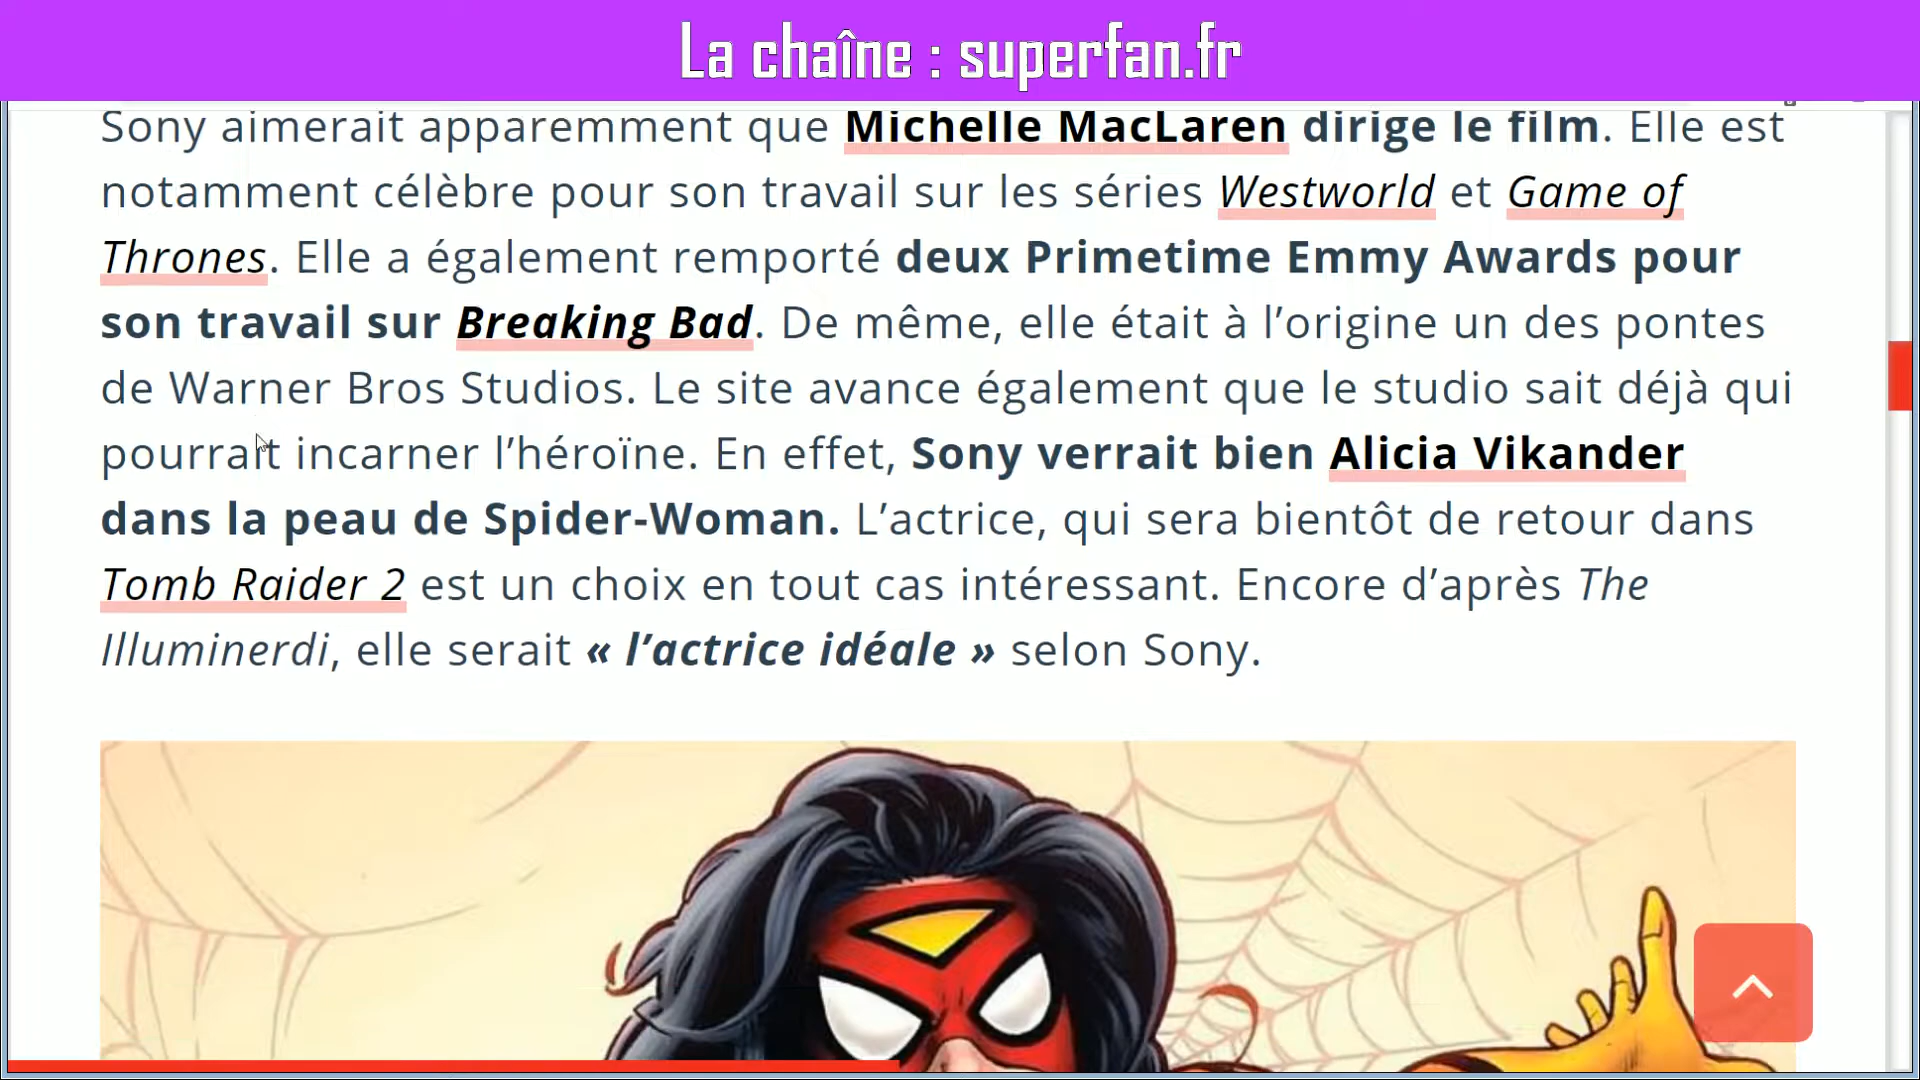 La chaîne : superfan.fr
Sony aimerait apparemment que Michelle MacLaren dirige le film. Elle est
notamment célèbre pour son travail sur les séries Westworld et Game of
Thrones. Elle a également remporté deux Primetime Emmy Awards pour
son travail sur Breaking Bad. De même, elle était à l’origine un des pontes
de Warner Bros Studios. Le site avance également que le studio sait déjà qui
pourrait incarner l’héroïne. En effet, Sony verrait bien Alicia Vikander
dans la peau de Spider-Woman. L’actrice, qui sera bientôt de retour dans
Tomb Raider 2 est un choix en tout cas intéressant. Encore d’après The
Illuminerdi, elle serait « l’actrice idéale » selon Sony.